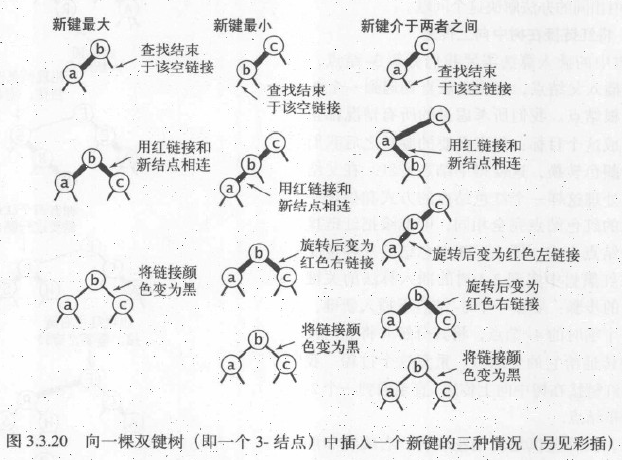 新键最大
b
a
查找结束
于该空链接
用红链接和
新结点相连
b
a
c
将链接颜
色变为黑
b
a
c
新键最小
c
b
查找结束
于该空链接
c
b
a
用红链接和
新结点相连
旋转后变为
红色右链接
b
a
c
将链接颜
色变为黑
b
a
c
新键介于两者之间
c
a
查找结束
于该空链接
c
a
b
用红链接和
新结点相连
c
b
a
旋转后变为红色左链接
旋转后变为
红色右链接
b
a
c
将链接颜
色变为黑
b
a
c
图 3.3.20 向一棵双键树（即一个 3- 结点）中插入一个新键的三种情况（另见彩插）